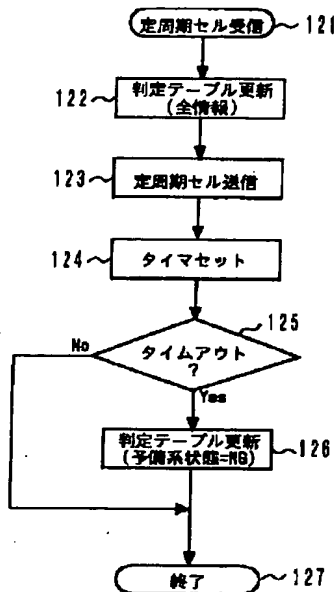 定周期セル受信
121
122
判定テーブル更新
(全情報)
123
定周期セル送信
124
タイマセット
125
No
タイムアウト
?
Yes
判定テーブル更新
(予備系状態=NG)
126
終了
127